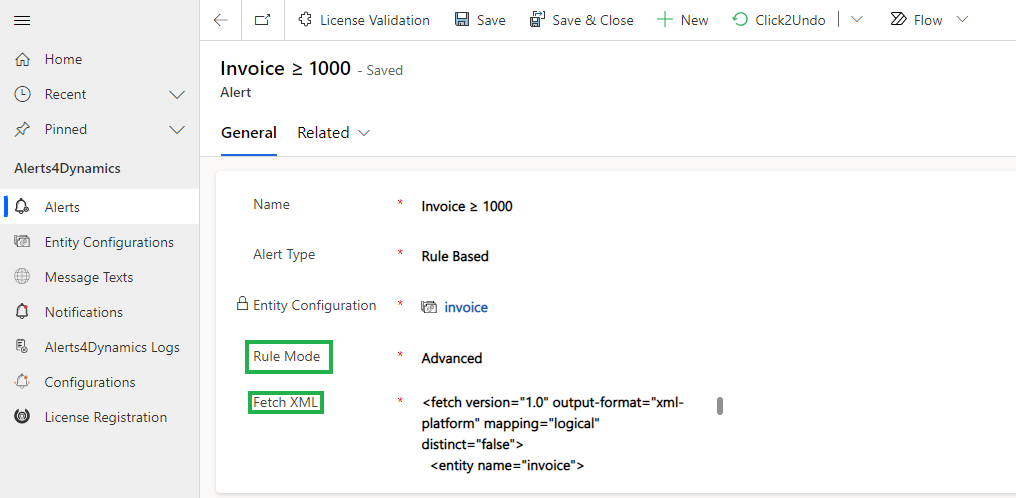 License Validation Save Save & Close New Click2Undo Flow
Home
Recent
Pinned
Alerts4Dynamics
Alerts
Entity Configurations
Message Texts
Notifications
Alerts4Dynamics Logs
Configurations
License Registration
Invoice ≥ 1000 - Saved
Alert
General Related
Name * Invoice ≥ 1000
Alert Type * Rule Based
Entity Configuration * invoice
Rule Mode * Advanced
Fetch XML * <fetch version="1.0" output-format="xml-
platform" mapping="logical"
distinct="false">
<entity name="invoice">